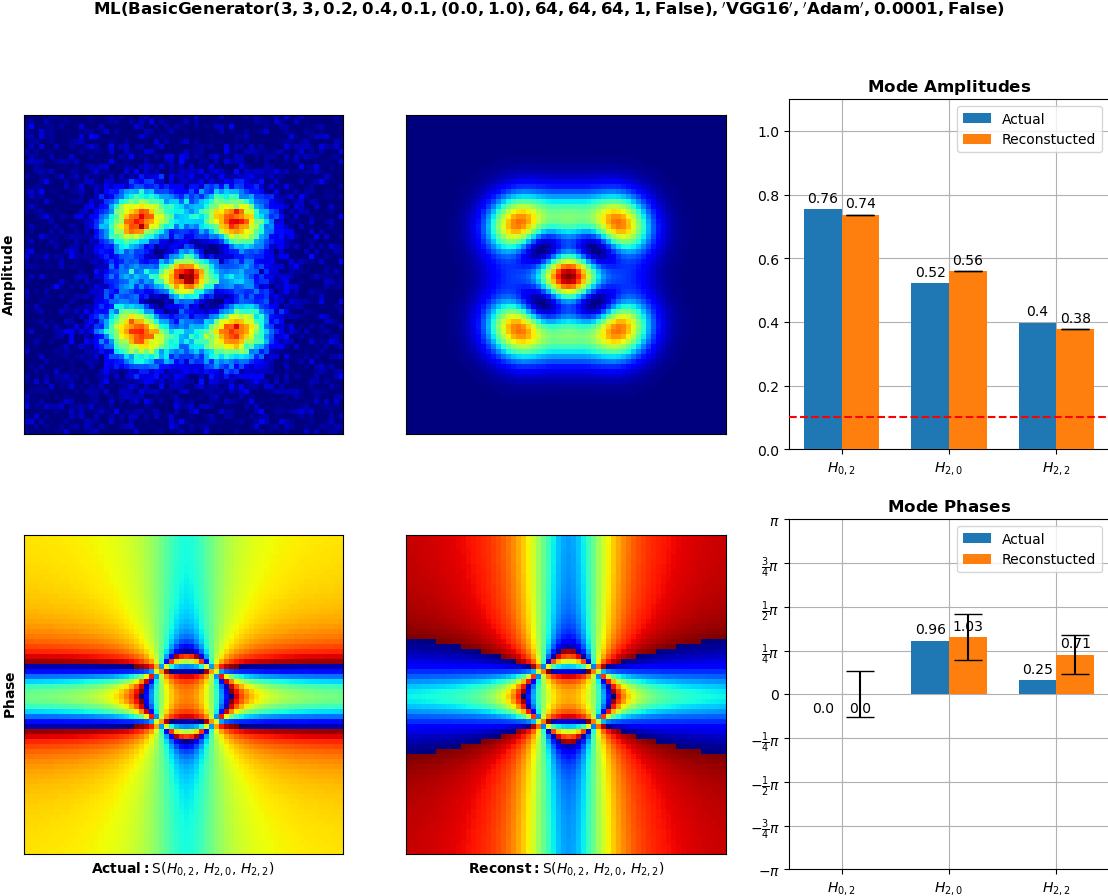 ML(BasicGenerator(3, 3, 0.2, 0.4, 0.1, (0.0, 1.0), 64, 64, 64, 1, False), ′VGG16′, ′Adam′, 0.0001, False)
Amplitude
Mode Amplitudes
Actual
Reconstucted
1.0
0.8
0.6
0.4
0.2
0.0
0.76
0.74
0.52
0.56
0.4
0.38
H0, 2
H2, 0
H2, 2
Phase
Actual: S(H0, 2, H2, 0, H2, 2)
Reconst: S(H0, 2, H2, 0, H2, 2)
Mode Phases
Actual
Reconstucted
π
3/4π
1/2π
1/4π
0
−1/4π
−1/2π
−3/4π
−π
0.0
0.0
0.96
1.03
0.25
0.71
H0, 2
H2, 0
H2, 2